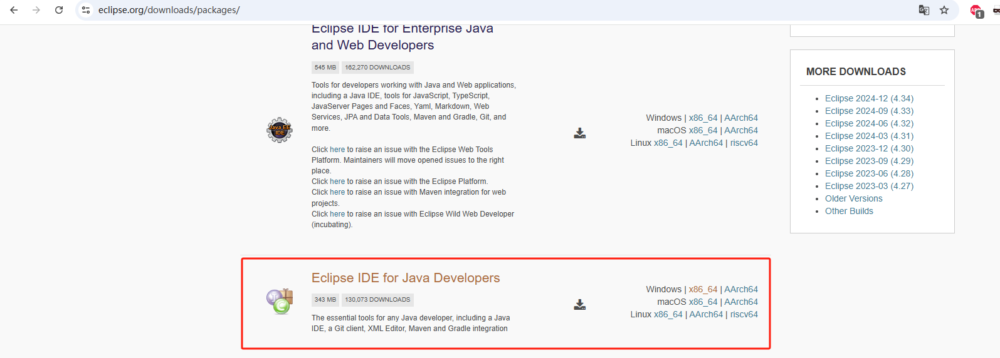 eclipse.org/downloads/packages/
ABP
1
Eclipse IDE for Enterprise Java
and Web Developers
545 MB 162,270 DOWNLOADS
Tools for developers working with Java and Web applications,
including a Java IDE, tools for JavaScript, TypeScript,
JavaServer Pages and Faces, Yaml, Markdown, Web
Services, JPA and Data Tools, Maven and Gradle, Git, and
more.
Click here to raise an issue with the Eclipse Web Tools
Platform. Maintainers will move opened issues to the right
place.
Click here to raise an issue with the Eclipse Platform.
Click here to raise an issue with Maven integration for web
projects.
Click here to raise an issue with Eclipse Wild Web Developer
(incubating).
Java EE
IDE
Windows | x86_64 | AArch64
macOS x86_64 | AArch64
Linux x86_64 | AArch64 | riscv64
MORE DOWNLOADS
Eclipse 2024-12 (4.34)
Eclipse 2024-09 (4.33)
Eclipse 2024-06 (4.32)
Eclipse 2024-03 (4.31)
Eclipse 2023-12 (4.30)
Eclipse 2023-09 (4.29)
Eclipse 2023-06 (4.28)
Eclipse 2023-03 (4.27)
Older Versions
Other Builds
Eclipse IDE for Java Developers
343 MB 130,073 DOWNLOADS
The essential tools for any Java developer, including a Java
IDE, a Git client, XML Editor, Maven and Gradle integration
J
C
Windows | x86_64 | AArch64
macOS x86_64 | AArch64
Linux x86_64 | AArch64 | riscv64